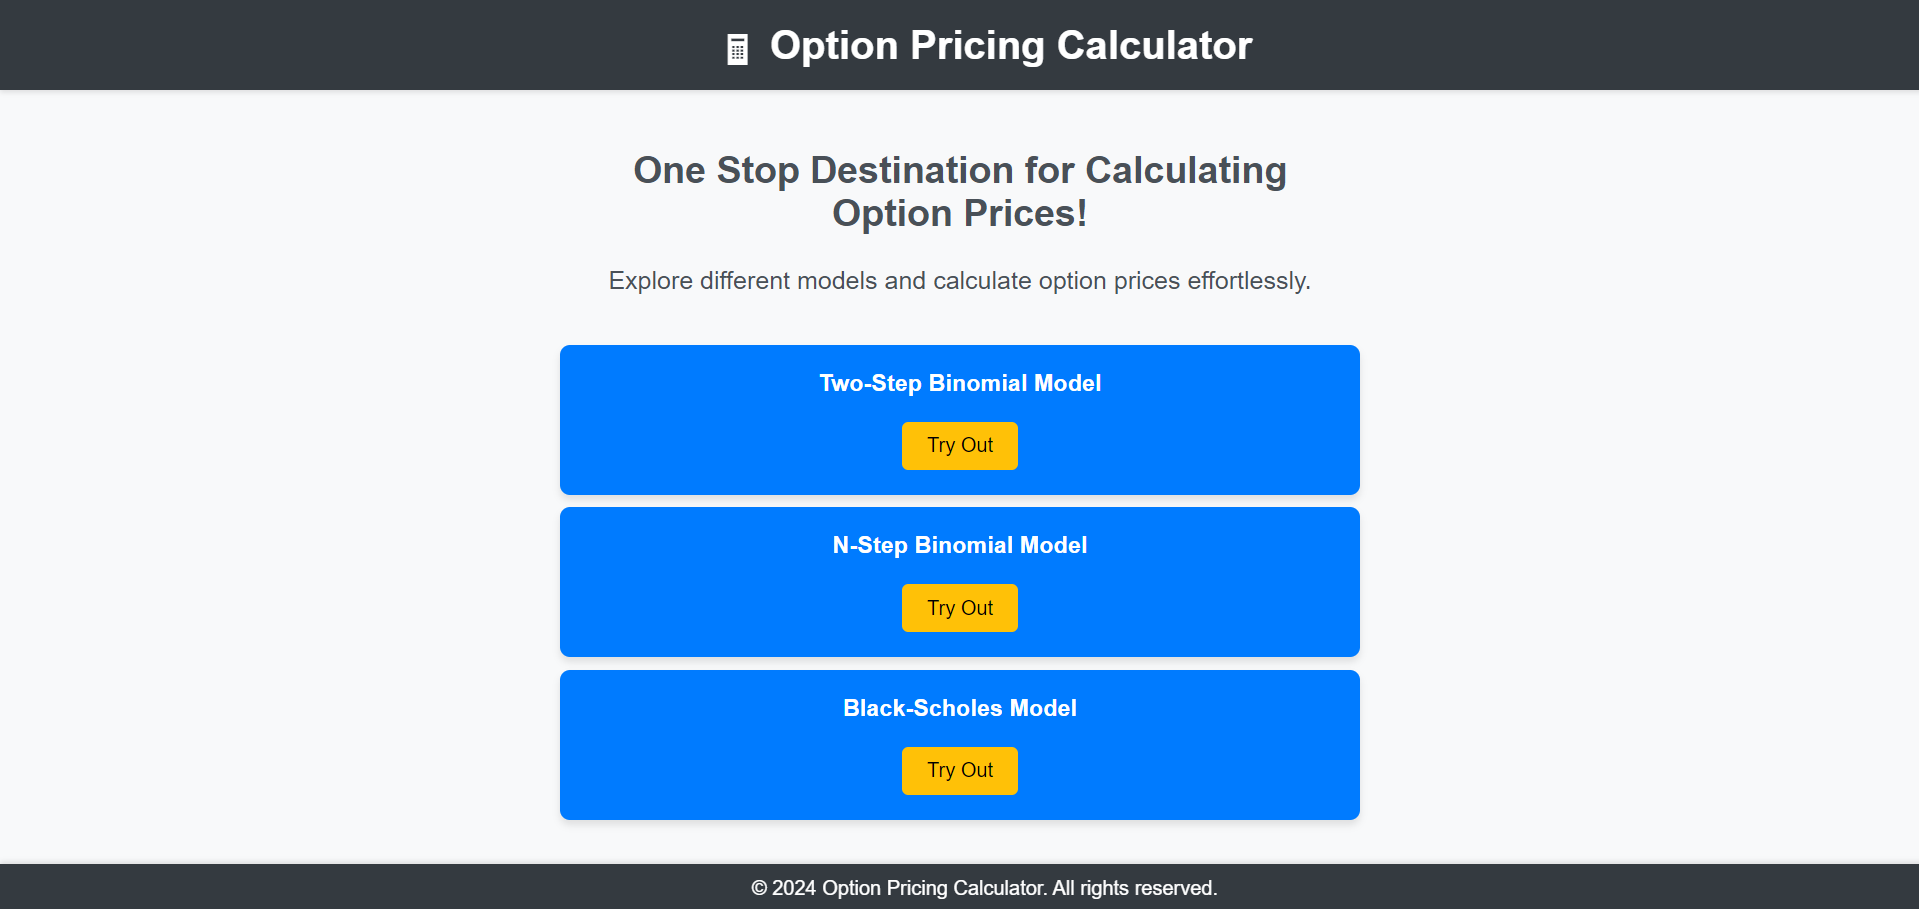 Option Pricing Calculator
One Stop Destination for Calculating
Option Prices!
Explore different models and calculate option prices effortlessly.
Two-Step Binomial Model
Try Out
N-Step Binomial Model
Try Out
Black-Scholes Model
Try Out
© 2024 Option Pricing Calculator. All rights reserved.